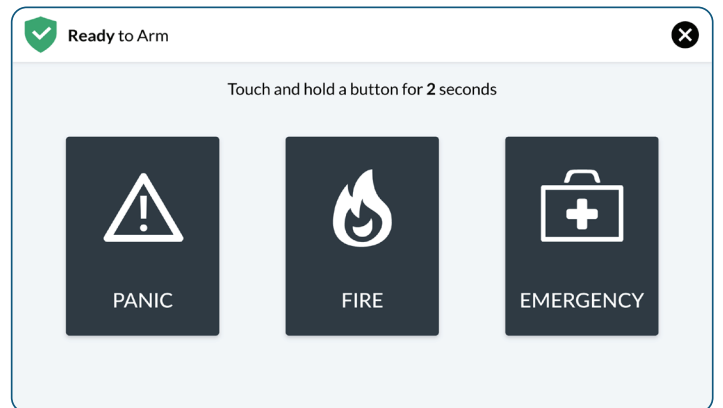 Ready to Arm
Touch and hold a button for 2 seconds
PANIC
FIRE
EMERGENCY